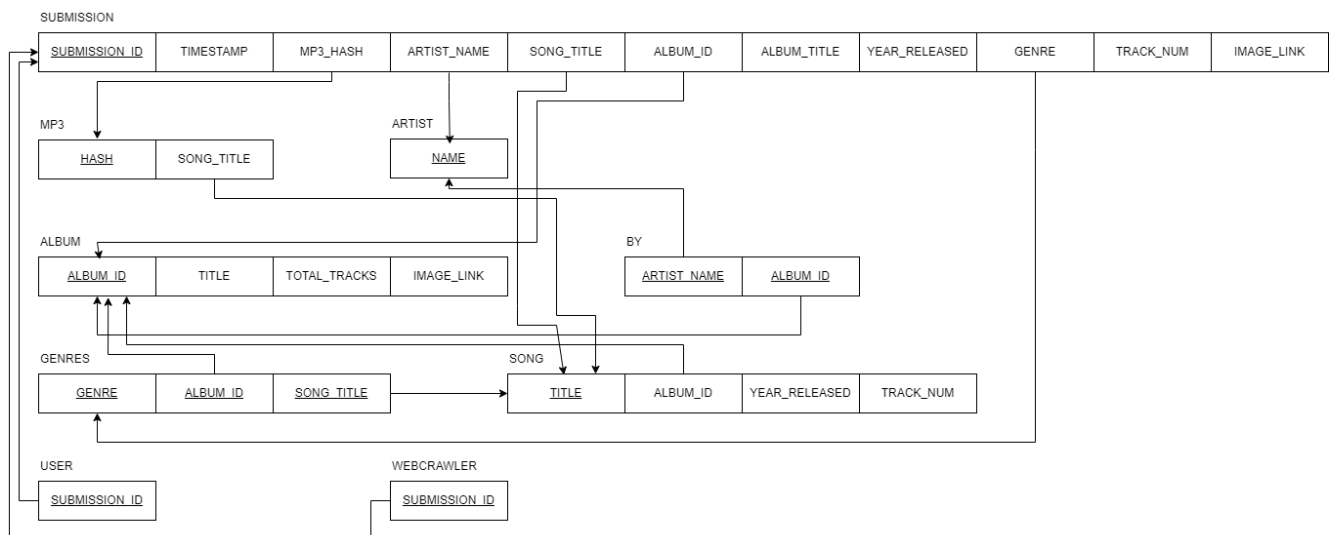 SUBMISSION
SUBMISSION_ID TIMESTAMP MP3_HASH ARTIST_NAME SONG_TITLE ALBUM_ID ALBUM_TITLE YEAR_RELEASED GENRE TRACK_NUM IMAGE_LINK
MP3 ARTIST
HASH SONG_TITLE NAME
ALBUM BY
ALBUM_ID TITLE TOTAL_TRACKS IMAGE_LINK ARTIST_NAME ALBUM_ID
GENRES SONG
GENRE ALBUM_ID SONG_TITLE TITLE ALBUM_ID YEAR_RELEASED TRACK_NUM
USER WEBCRAWLER
SUBMISSION_ID SUBMISSION_ID